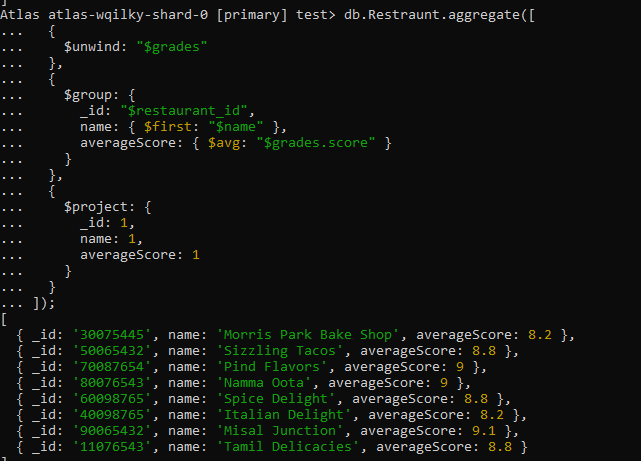 ]
Atlas atlas-wqilky-shard-0 [primary] test> db.Restraunt.aggregate([
... {
... $unwind: "$grades"
... },
... {
... $group: {
... _id: "$restaurant_id",
... name: { $first: "$name" },
... averageScore: { $avg: "$grades.score" }
... }
... },
... {
... $project: {
... _id: 1,
... name: 1,
... averageScore: 1
... }
... }
... ]);
[
{ _id: '30075445', name: 'Morris Park Bake Shop', averageScore: 8.2 },
{ _id: '50065432', name: 'Sizzling Tacos', averageScore: 8.8 },
{ _id: '70087654', name: 'Pind Flavors', averageScore: 9 },
{ _id: '80076543', name: 'Namma Oota', averageScore: 9 },
{ _id: '60098765', name: 'Spice Delight', averageScore: 8.8 },
{ _id: '40098765', name: 'Italian Delight', averageScore: 8.2 },
{ _id: '90065432', name: 'Misal Junction', averageScore: 9.1 },
{ _id: '11076543', name: 'Tamil Delicacies', averageScore: 8.8 }
]